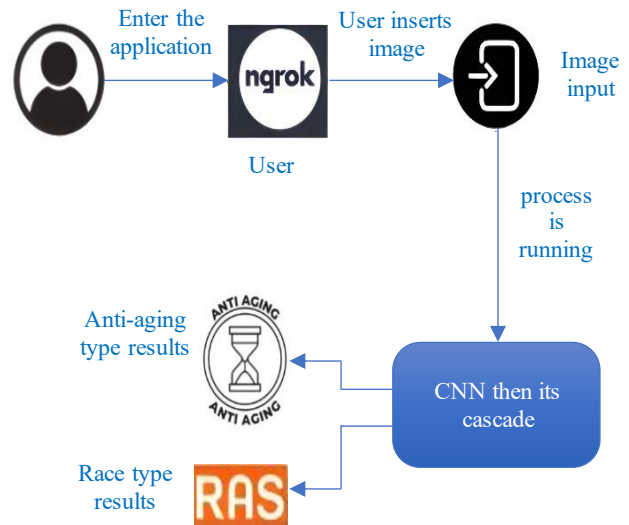 Enter the
application
User inserts
image
ngrok
Image
input
User
process
is
running
ANTI AGING
Anti-aging
type results
ANTI AGING
CNN then its
cascade
Race type
results
RAS